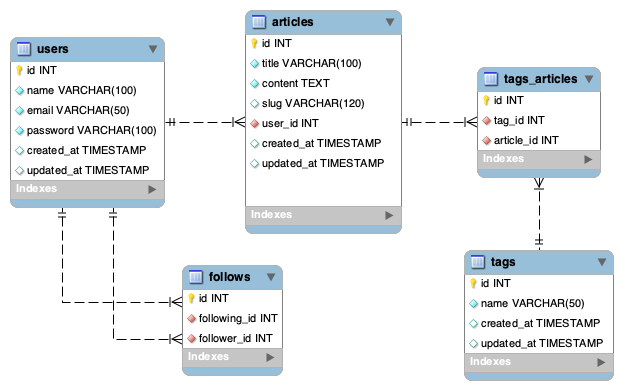 users
id INT
name VARCHAR(100)
email VARCHAR(50)
password VARCHAR(100)
created_at TIMESTAMP
updated_at TIMESTAMP
Indexes
articles
id INT
title VARCHAR(100)
content TEXT
slug VARCHAR(120)
user_id INT
created_at TIMESTAMP
updated_at TIMESTAMP
Indexes
tags_articles
id INT
tag_id INT
article_id INT
Indexes
follows
id INT
following_id INT
follower_id INT
Indexes
tags
id INT
name VARCHAR(50)
created_at TIMESTAMP
updated_at TIMESTAMP
Indexes